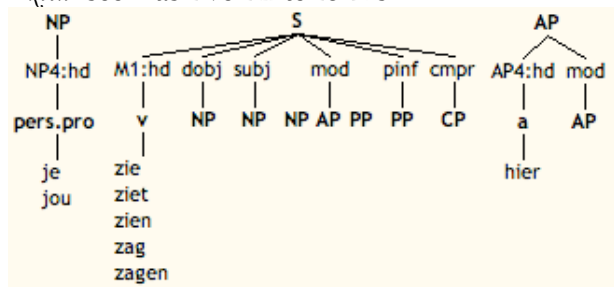 NP S AP
NP4:hd M1:hd dobj subj mod pinf cmpr AP4:hd mod
pers.pro v NP NP NP AP PP PP CP a AP
je zie hier
jou ziet
zien
zag
zagen